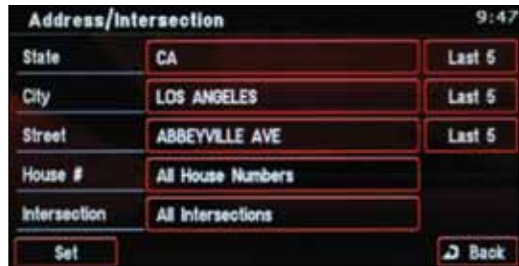 Address/Intersection 9:47
State CA Last 5
City LOS ANGELES Last 5
Street ABBEYVILLE AVE Last 5
House # All House Numbers
Intersection All Intersections
Set Back